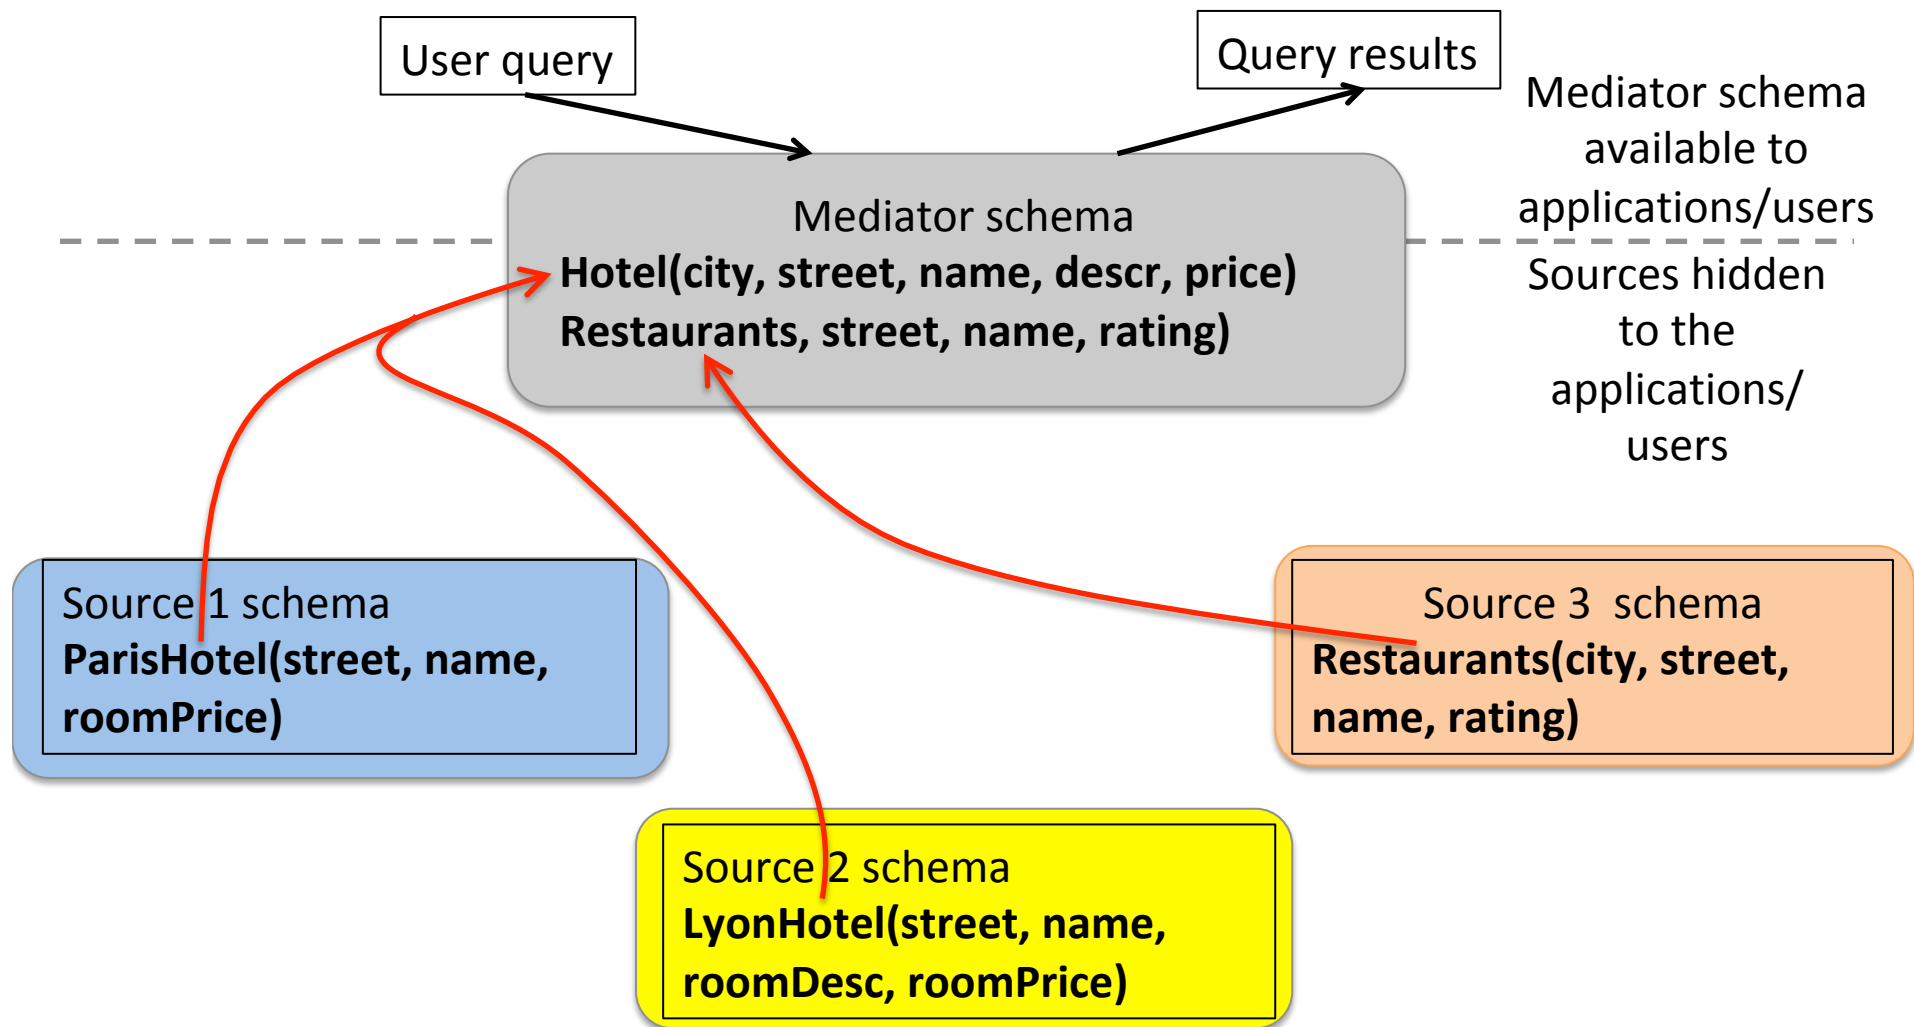 User query
Query results
Mediator schema
available to
applications/users
Mediator schema
Hotel(city, street, name, descr, price)
Restaurants, street, name, rating)
Sources hidden
to the
applications/
users
Source 1 schema
ParisHotel(street, name,
roomPrice)
Source 3 schema
Restaurants(city, street,
name, rating)
Source 2 schema
LyonHotel(street, name,
roomDesc, roomPrice)